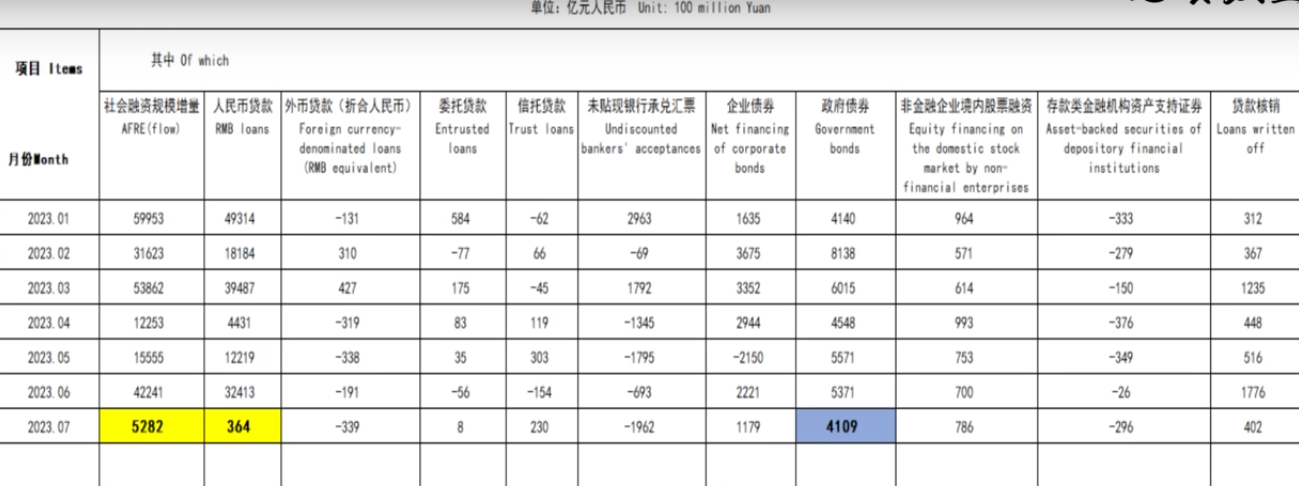 单位：亿元人民币 Unit: 100 million Yuan
项目 Items
其中 Of which
月份Month
社会融资规模增量
AFRE(flow)
人民币贷款
RMB loans
外币贷款（折合人民币）
Foreign currency-
denominated loans
(RMB equivalent)
委托贷款
Entrusted
loans
信托贷款
Trust loans
未贴现银行承兑汇票
Undiscounted
bankers' acceptances
企业债券
Net financing
of corporate
bonds
政府债券
Government
bonds
非金融企业境内股票融资
Equity financing on
the domestic stock
market by non-
financial enterprises
存款类金融机构资产支持证券
Asset-backed securities of
depository financial
institutions
贷款核销
Loans written
off
2023.01 59953 49314 -131 584 -62 2963 1635 4140 964 -333 312
2023.02 31623 18184 310 -77 66 -69 3675 8138 571 -279 367
2023.03 53862 39487 427 175 -45 1792 3352 6015 614 -150 1235
2023.04 12253 4431 -319 83 119 -1345 2944 4548 993 -376 448
2023.05 15555 12219 -338 35 303 -1795 -2150 5571 753 -349 516
2023.06 42241 32413 -191 -56 -154 -693 2221 5371 700 -26 1776
2023.07 5282 364 -339 8 230 -1962 1179 4109 786 -296 402